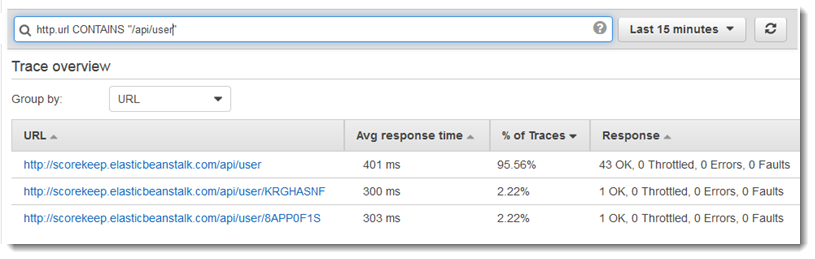 http.url CONTAINS "/api/user" ? Last 15 minutes
Trace overview
Group by: URL
URL Avg response time % of Traces Response
http://scorekeep.elasticbeanstalk.com/api/user 401 ms 95.56% 43 OK, 0 Throttled, 0 Errors, 0 Faults
http://scorekeep.elasticbeanstalk.com/api/user/KRGHASNF 300 ms 2.22% 1 OK, 0 Throttled, 0 Errors, 0 Faults
http://scorekeep.elasticbeanstalk.com/api/user/8APP0F1S 303 ms 2.22% 1 OK, 0 Throttled, 0 Errors, 0 Faults